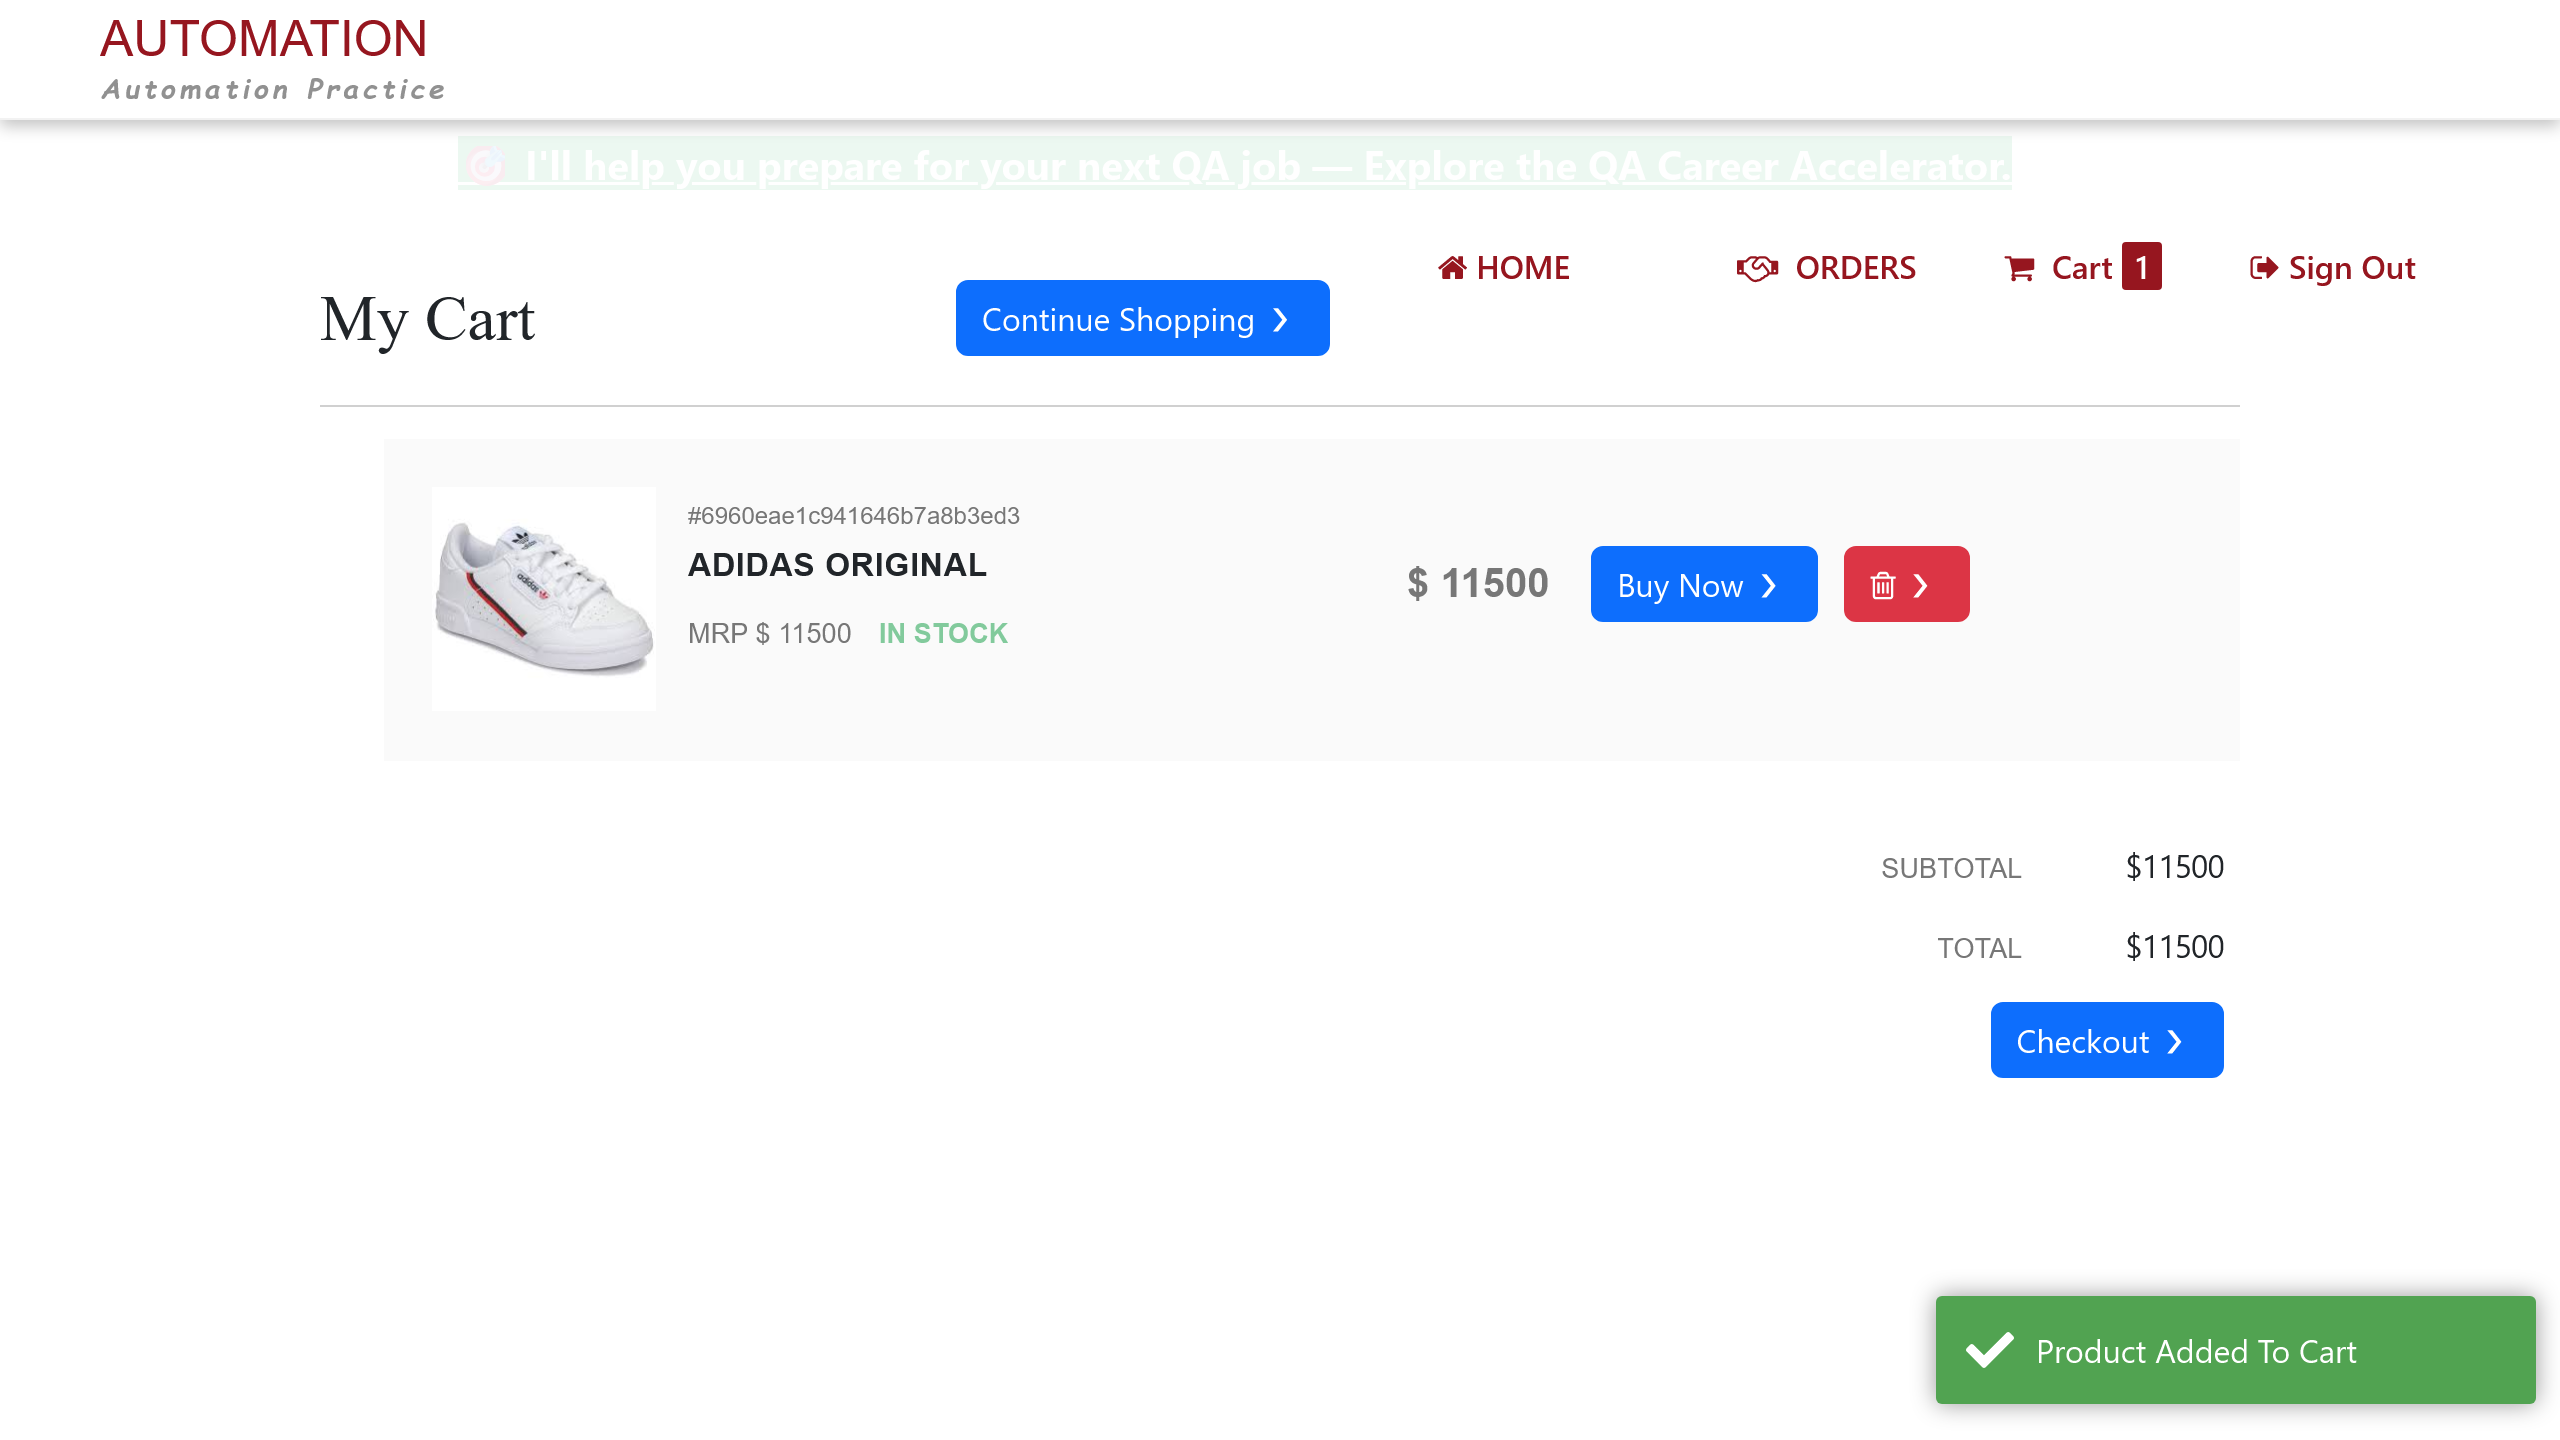 AUTOMATION
Automation Practice
🎯 I'll help you prepare for your next QA job — Explore the QA Career Accelerator.
HOME
ORDERS
Cart 1
Sign Out
My Cart
Continue Shopping ❯
#6960eae1c941646b7a8b3ed3
ADIDAS ORIGINAL
MRP $ 11500
IN STOCK
$ 11500
Buy Now ❯
❯
SUBTOTAL $11500
TOTAL $11500
Checkout ❯
Product Added To Cart